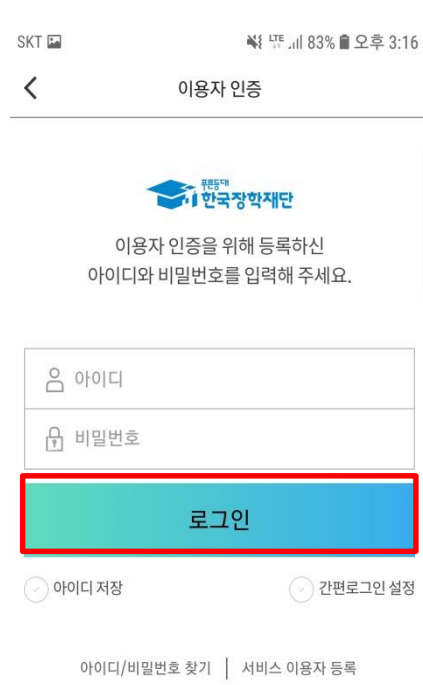 SKT LTE 83% 오후 3:16
이용자 인증
푸른등대
한국장학재단
이용자 인증을 위해 등록하신
아이디와 비밀번호를 입력해 주세요.
아이디
비밀번호
로그인
아이디 저장 간편로그인 설정
아이디/비밀번호 찾기 | 서비스 이용자 등록